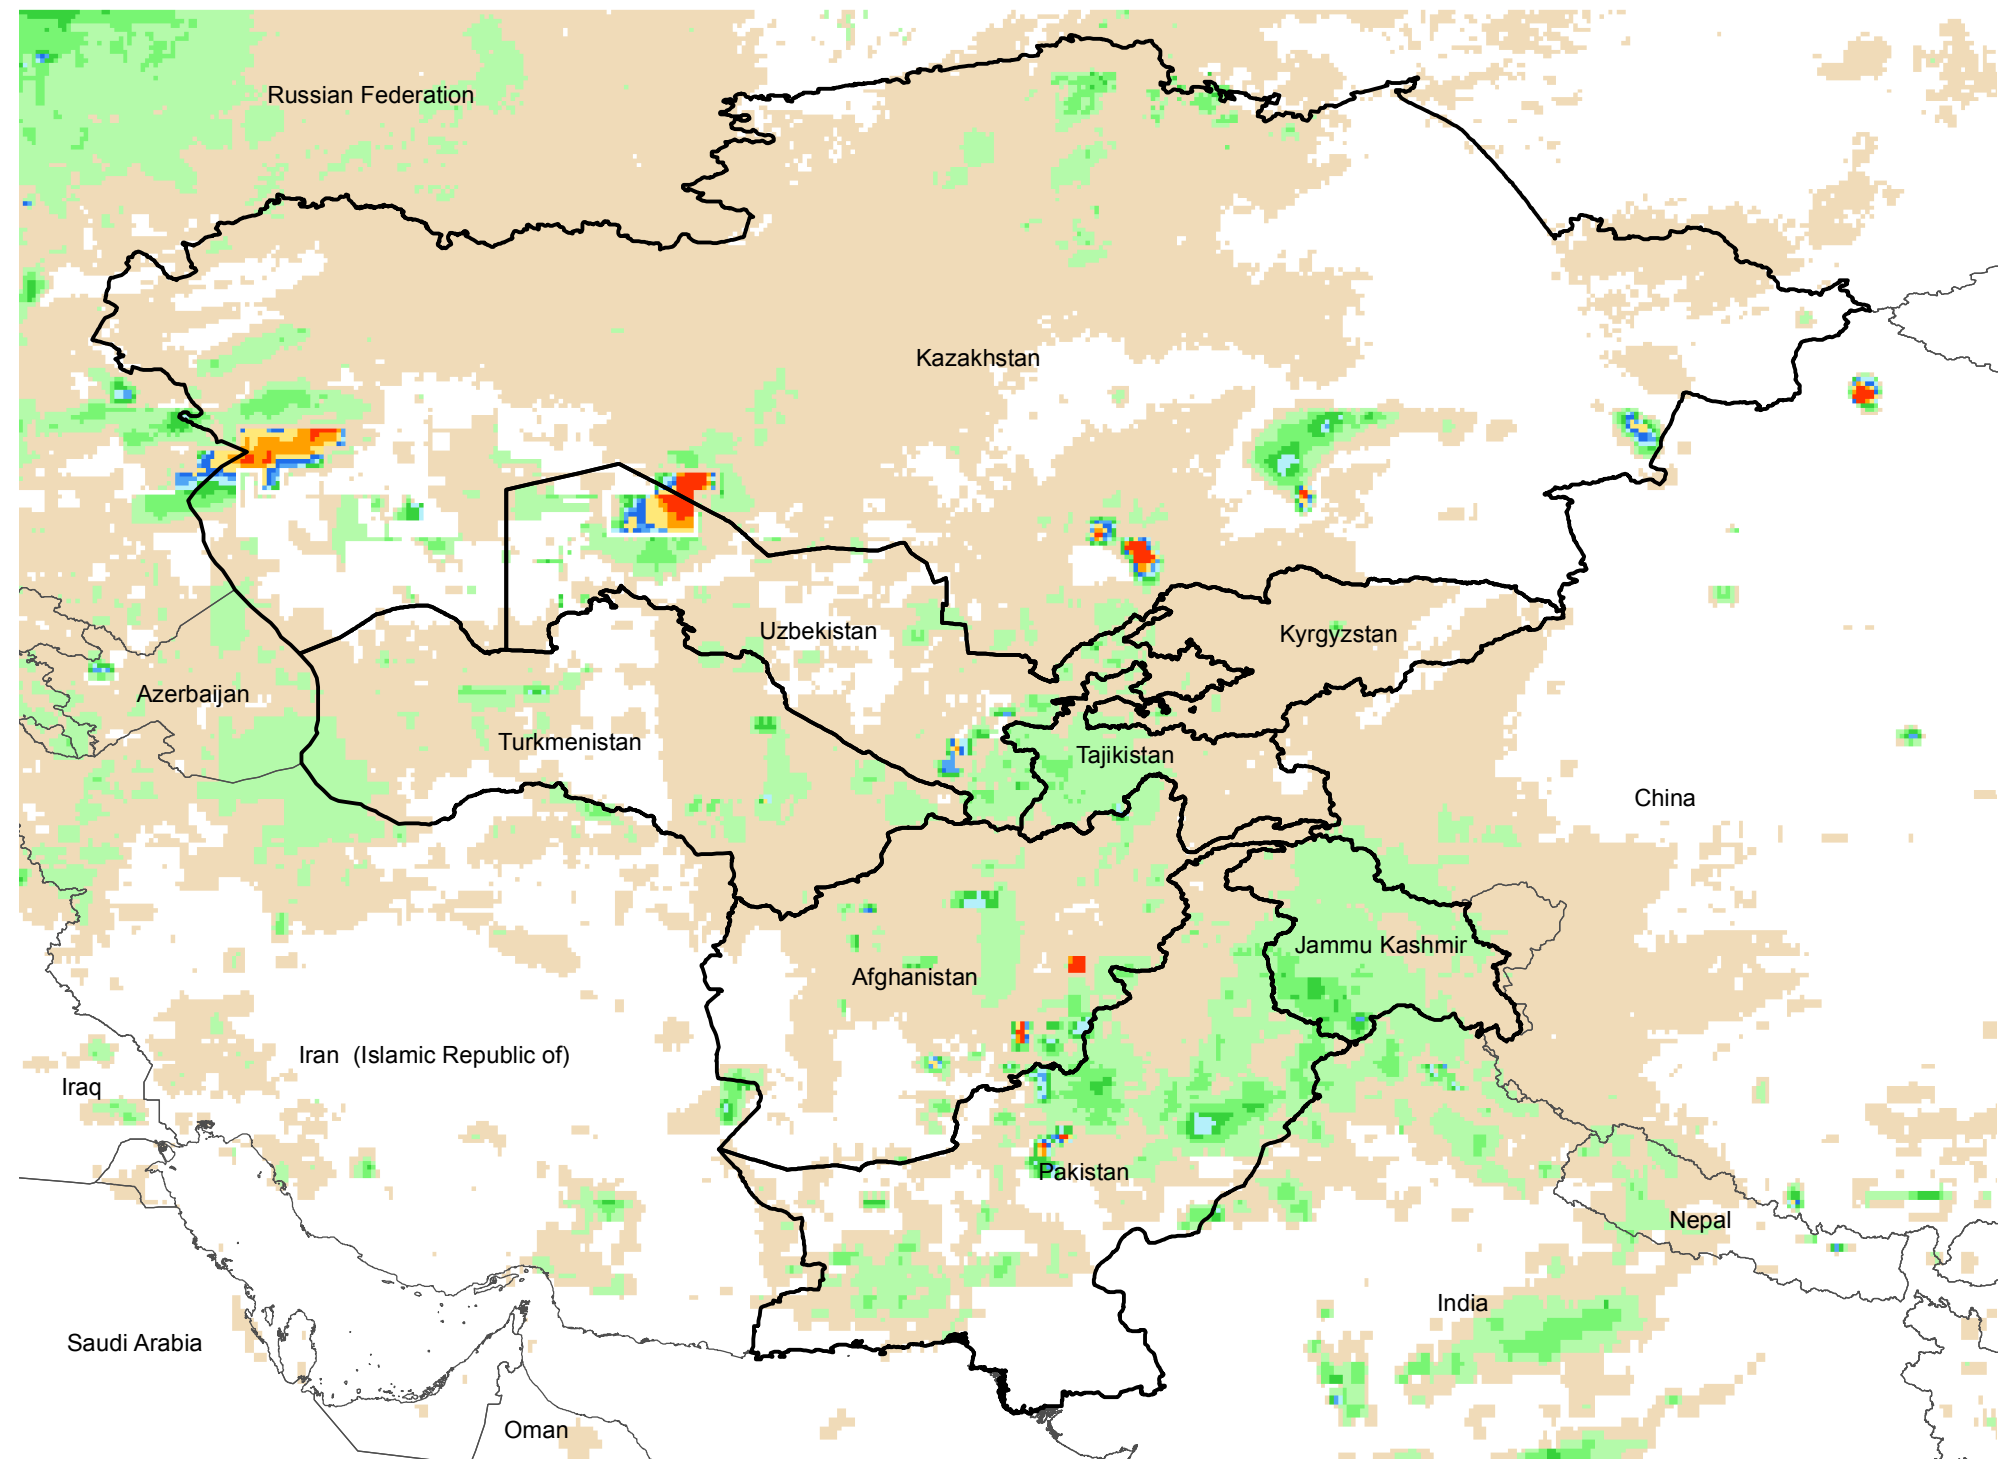 Russian Federation
Kazakhstan
Uzbekistan
Kyrgyzstan
Azerbaijan
Turkmenistan
Tajikistan
China
Jammu Kashmir
Afghanistan
Iran  (Islamic Republic of)
Iraq
Pakistan
Nepal
India
Saudi Arabia
Oman